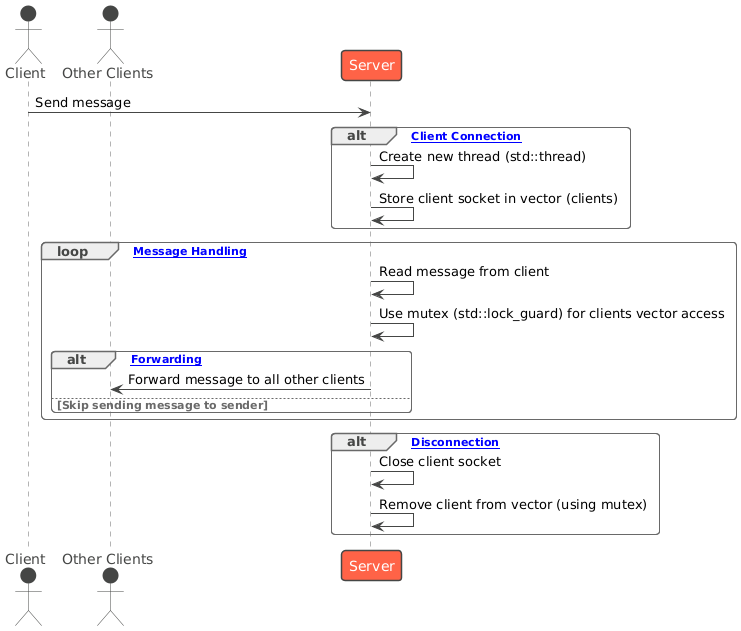 Client
Other Clients
Server
Send message
alt
Client Connection
Create new thread (std::thread)
Store client socket in vector (clients)
loop
Message Handling
Read message from client
Use mutex (std::lock_guard) for clients vector access
alt
Forwarding
Forward message to all other clients
[Skip sending message to sender]
alt
Disconnection
Close client socket
Remove client from vector (using mutex)
Client
Other Clients
Server